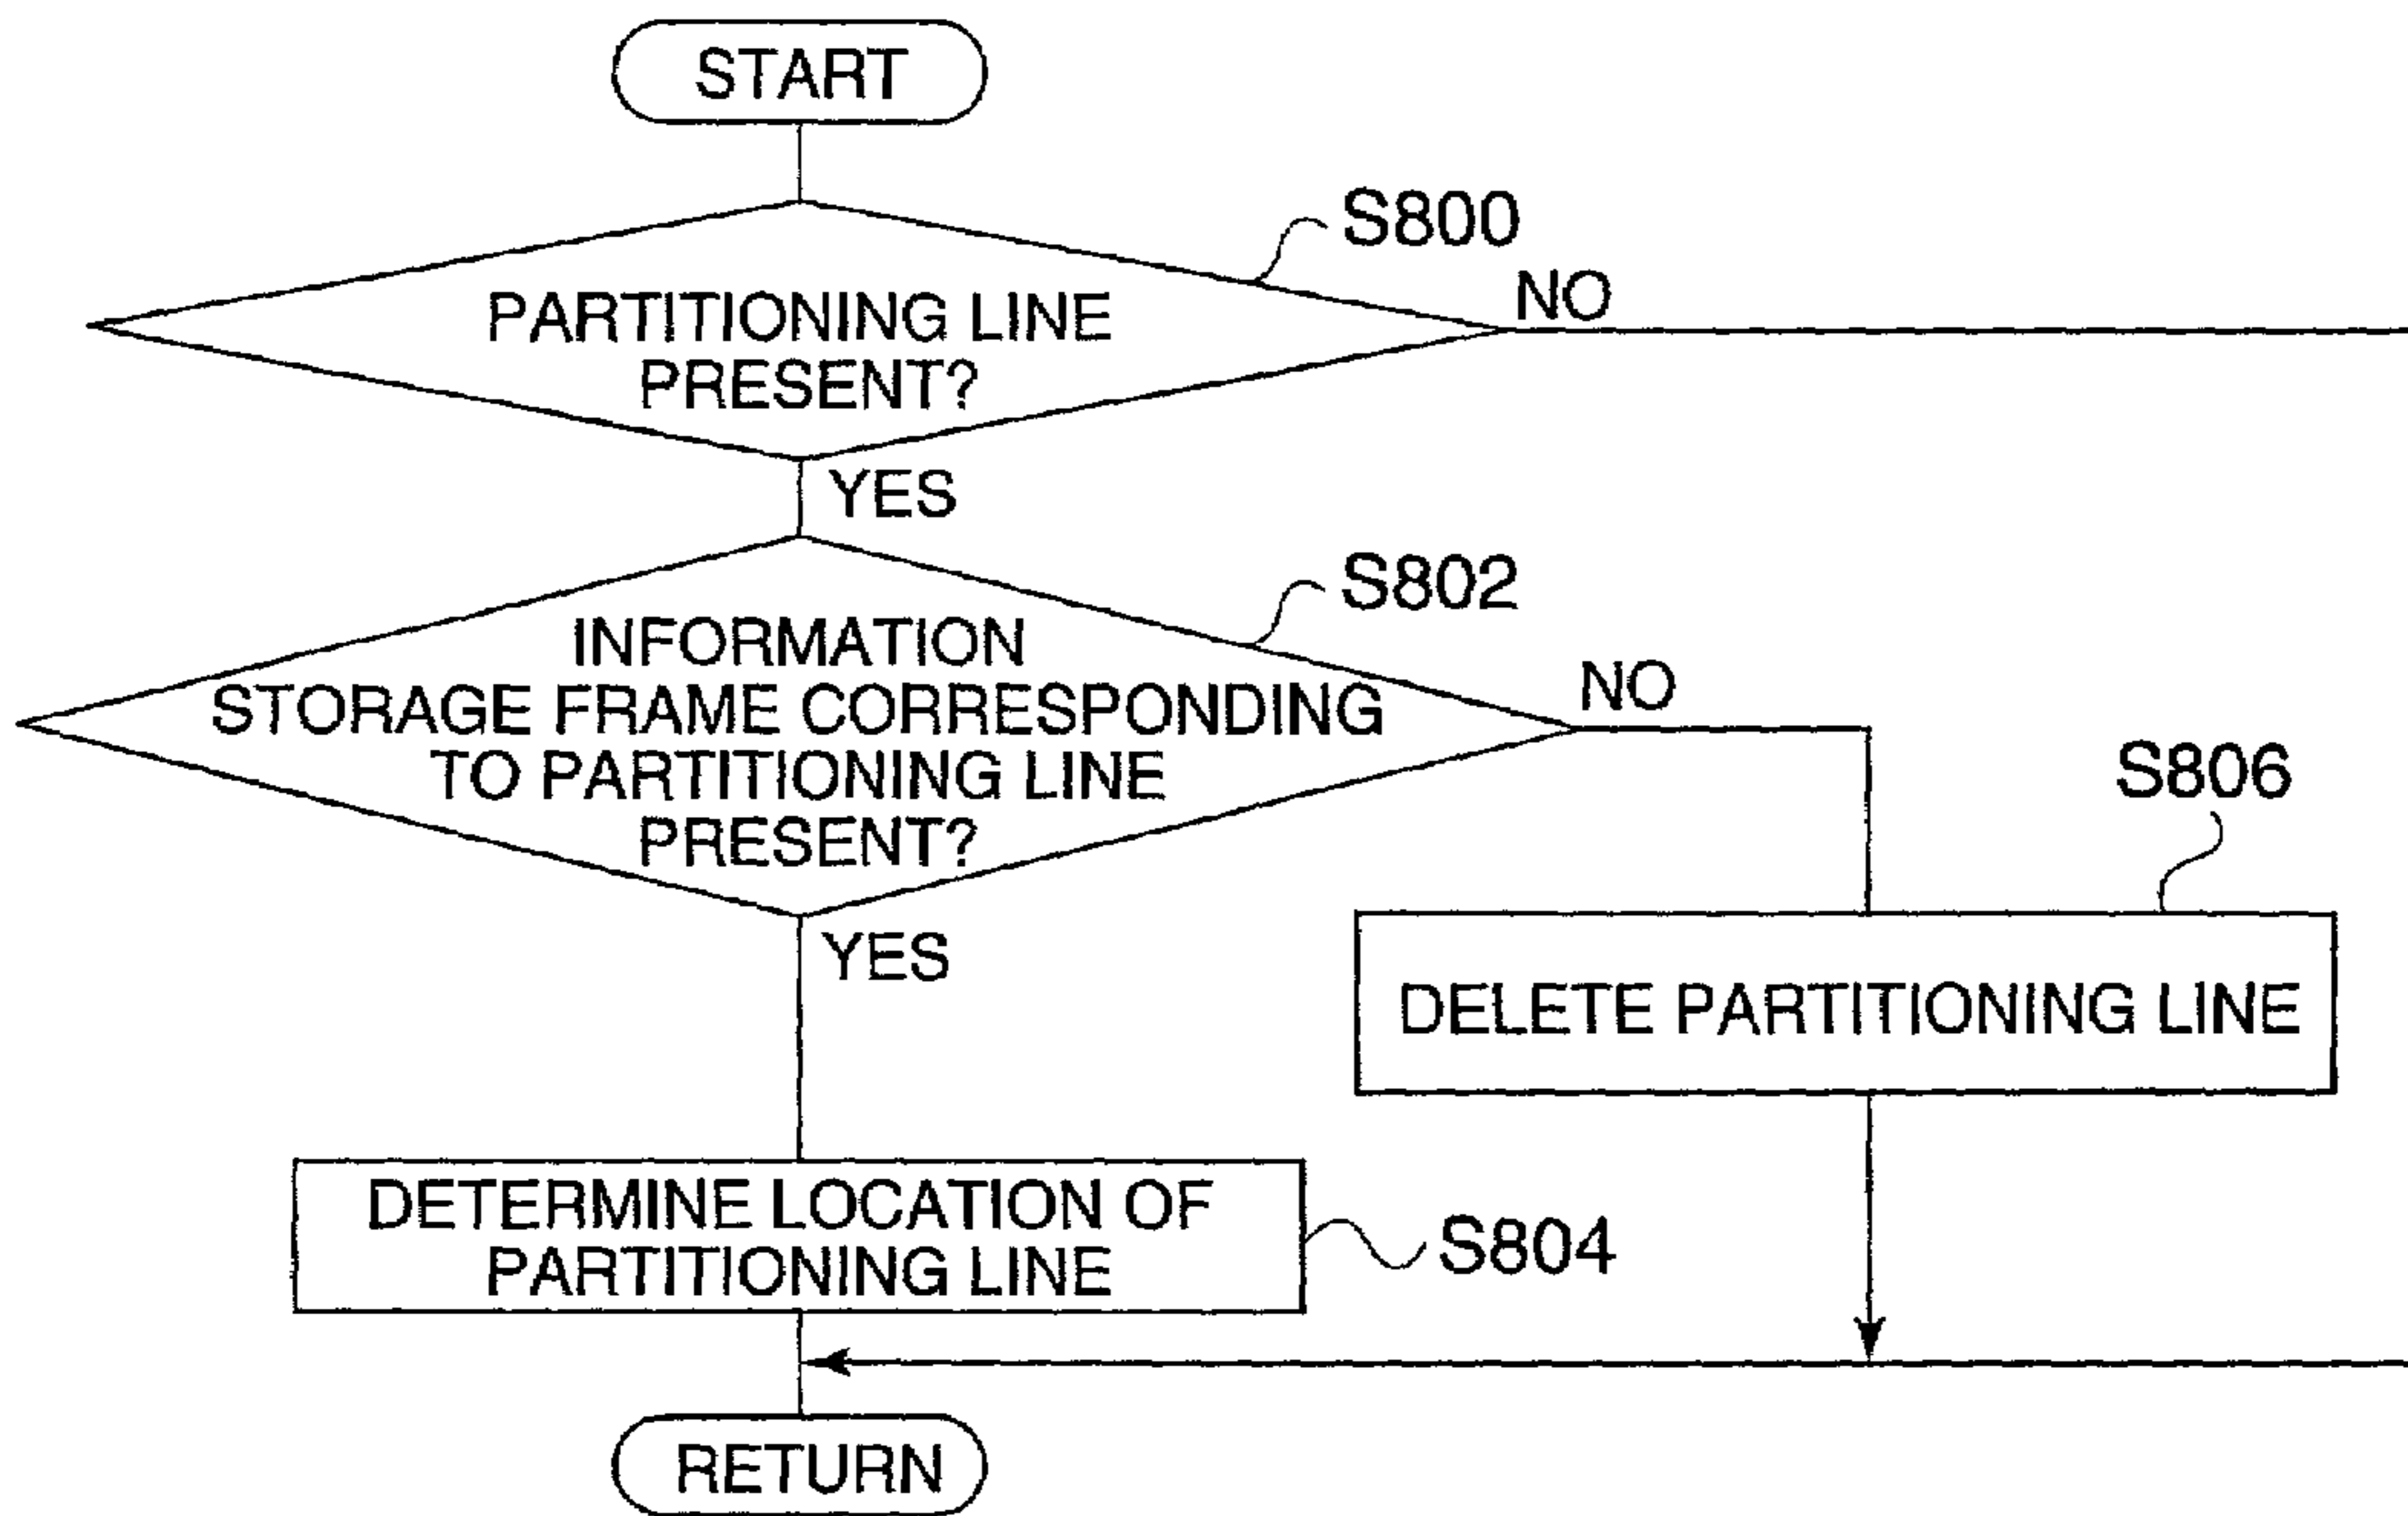 START
S800
NO
PARTITIONING LINE
PRESENT?
YES
S802
INFORMATION
STORAGE FRAME CORRESPONDING
TO PARTITIONING LINE
PRESENT?
NO
S806
YES
DELETE PARTITIONING LINE
DETERMINE LOCATION OF
PARTITIONING LINE
S804
RETURN